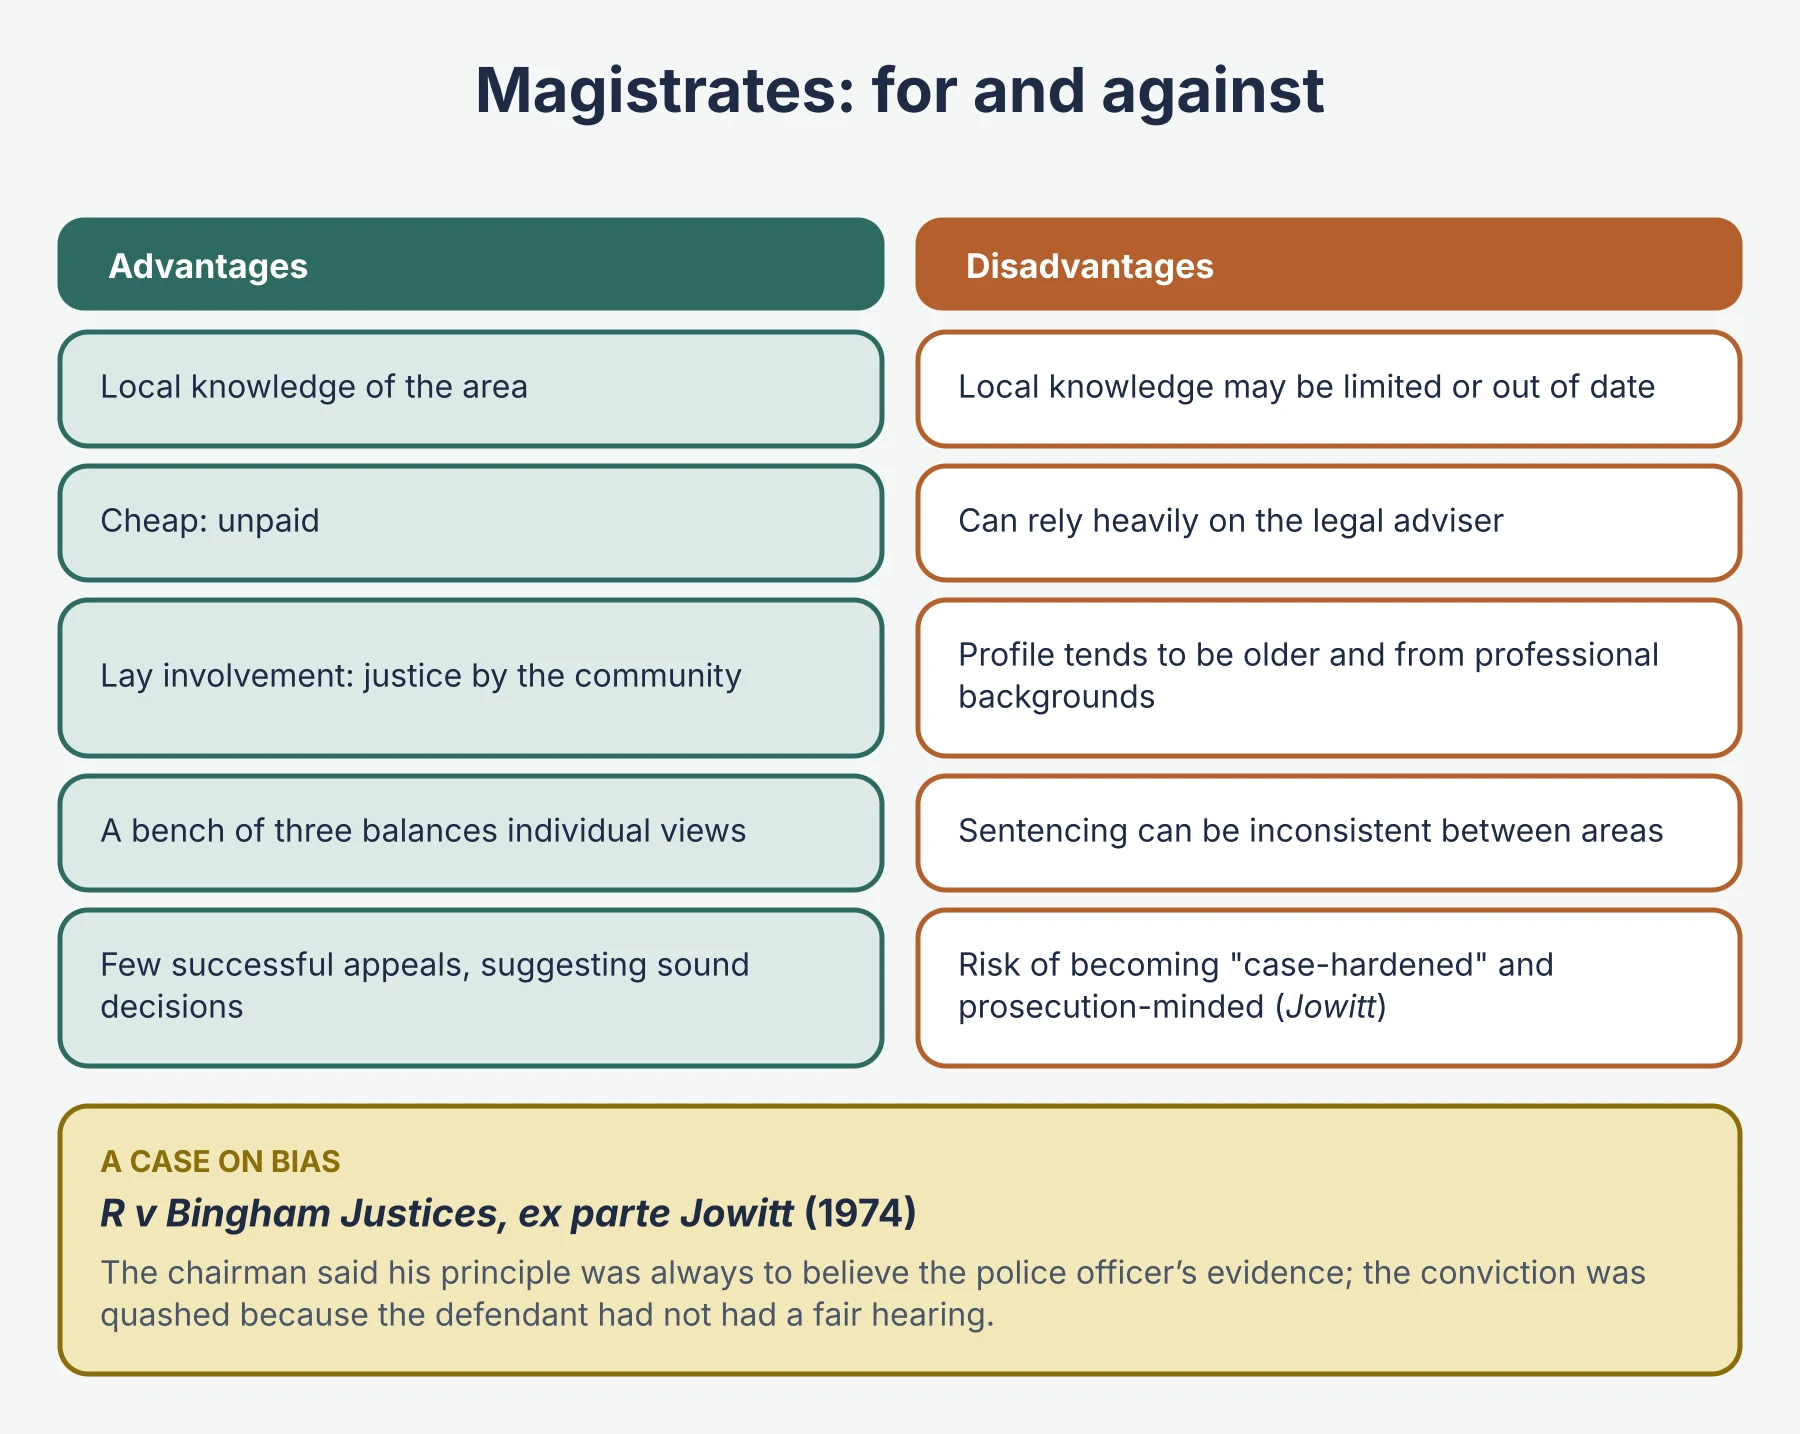 Magistrates: for and against
Advantages
Disadvantages
Local knowledge of the area
Local knowledge may be limited or out of date
Cheap: unpaid
Can rely heavily on the legal adviser
Lay involvement: justice by the community
Profile tends to be older and from professional
backgrounds
A bench of three balances individual views
Sentencing can be inconsistent between areas
Few successful appeals, suggesting sound
decisions
Risk of becoming "case-hardened" and
prosecution-minded (Jowitt)
A CASE ON BIAS
R v Bingham Justices, ex parte Jowitt (1974)
The chairman said his principle was always to believe the police officer’s evidence; the conviction was
quashed because the defendant had not had a fair hearing.